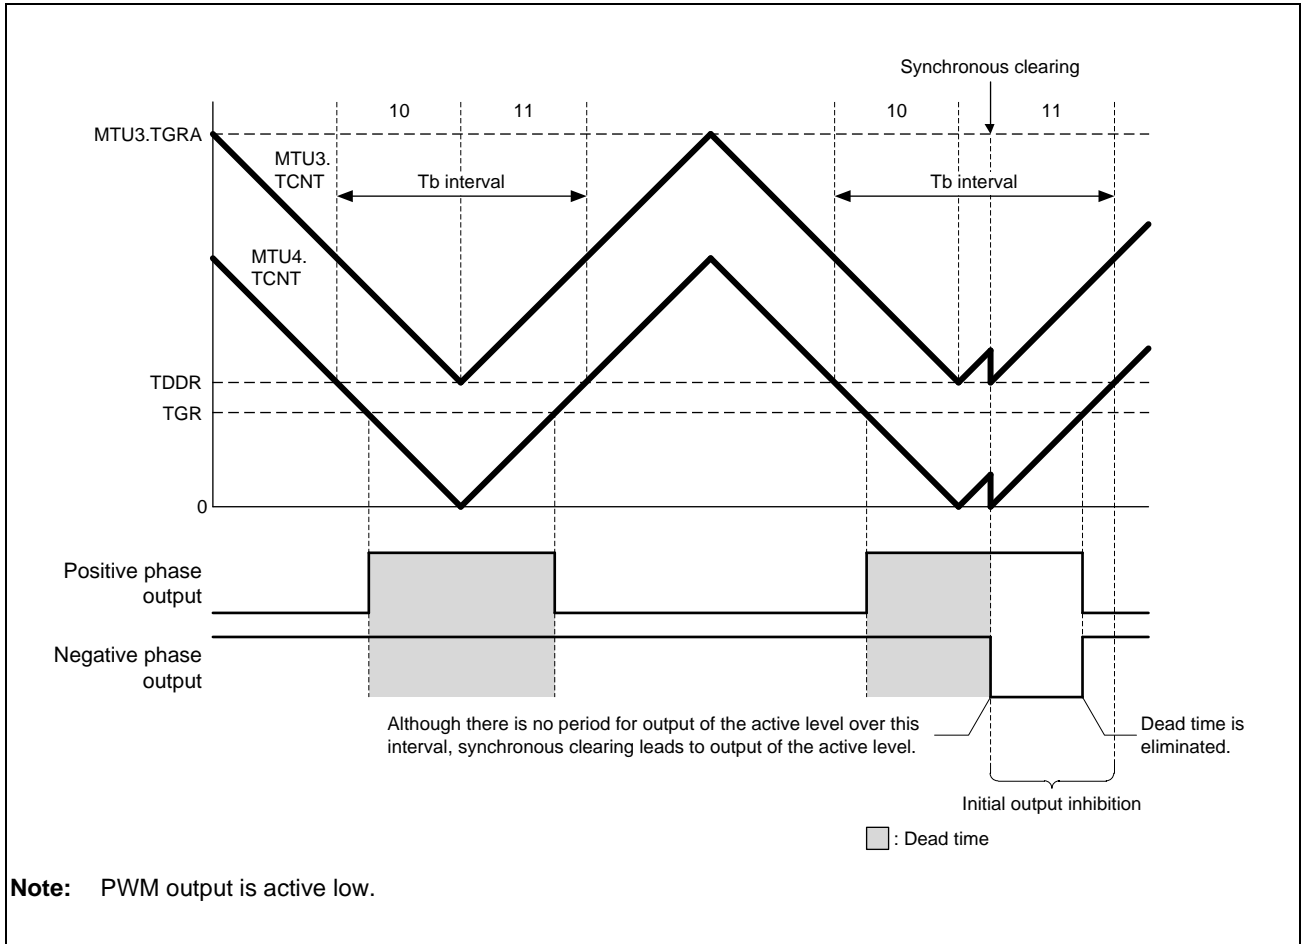 Synchronous clearing
10
11
10
11
MTU3.TGRA
MTU3.
TCNT
Tb interval
Tb interval
MTU4.
TCNT
TDDR
TGR
0
Positive phase
output
Negative phase
output
Although there is no period for output of the active level over this
interval, synchronous clearing leads to output of the active level.
Dead time is
eliminated.
Initial output inhibition
: Dead time
Note: PWM output is active low.